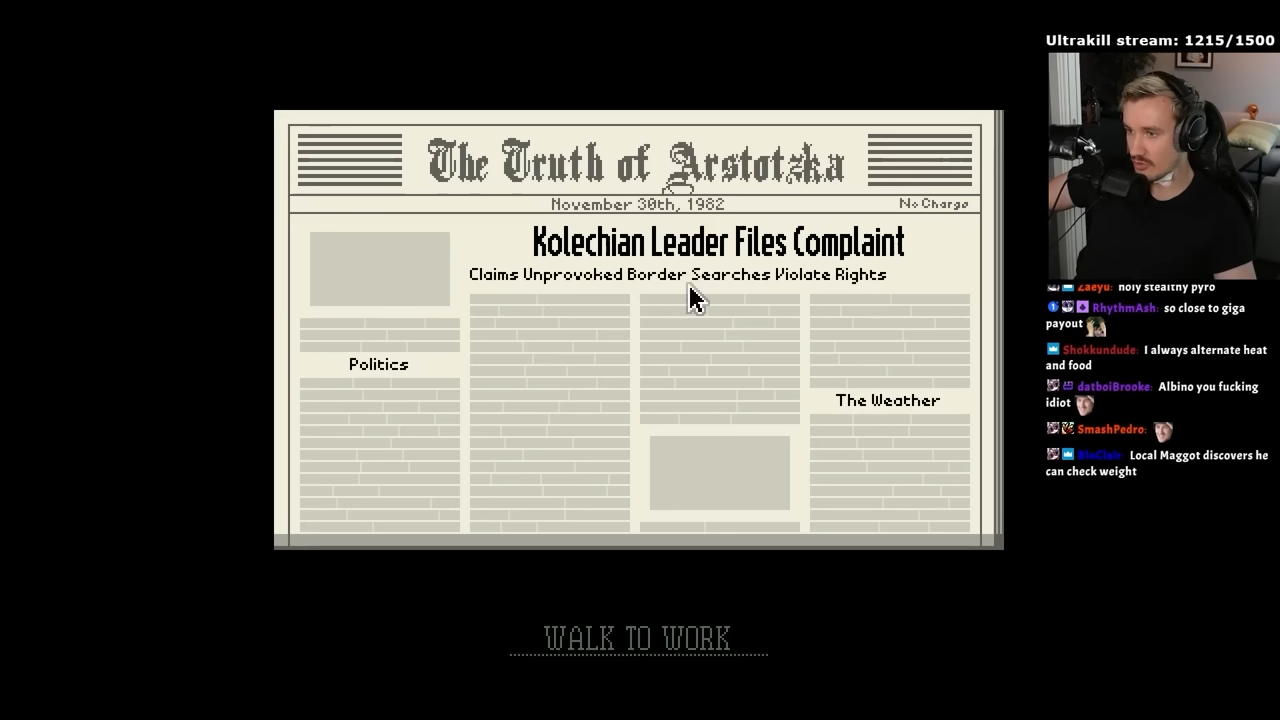 Ultrakill stream: 1215/1500
The Truth of Arstotzka
November 30th, 1982
No Charge
Kolechian Leader Files Complaint
Claims Unprovoked Border Searches Violate Rights
Politics
The Weather
WALK TO WORK
Zaeyu: holy stealthy pyro
RhythmAsh: so close to giga
payout
Shokkundude: I always alternate heat
and food
datboiBrooke: Albino you fucking
idiot
SmashPedro:
Local Maggot discovers he
can check weight